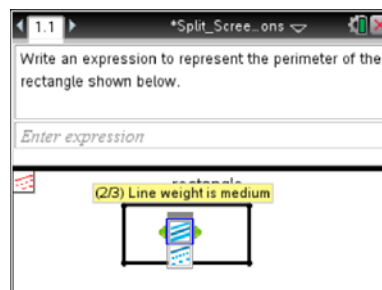 1.1 *Split_Scree...ons
Write an expression to represent the perimeter of the
rectangle shown below.
Enter expression
rectangle
(2/3) Line weight is medium